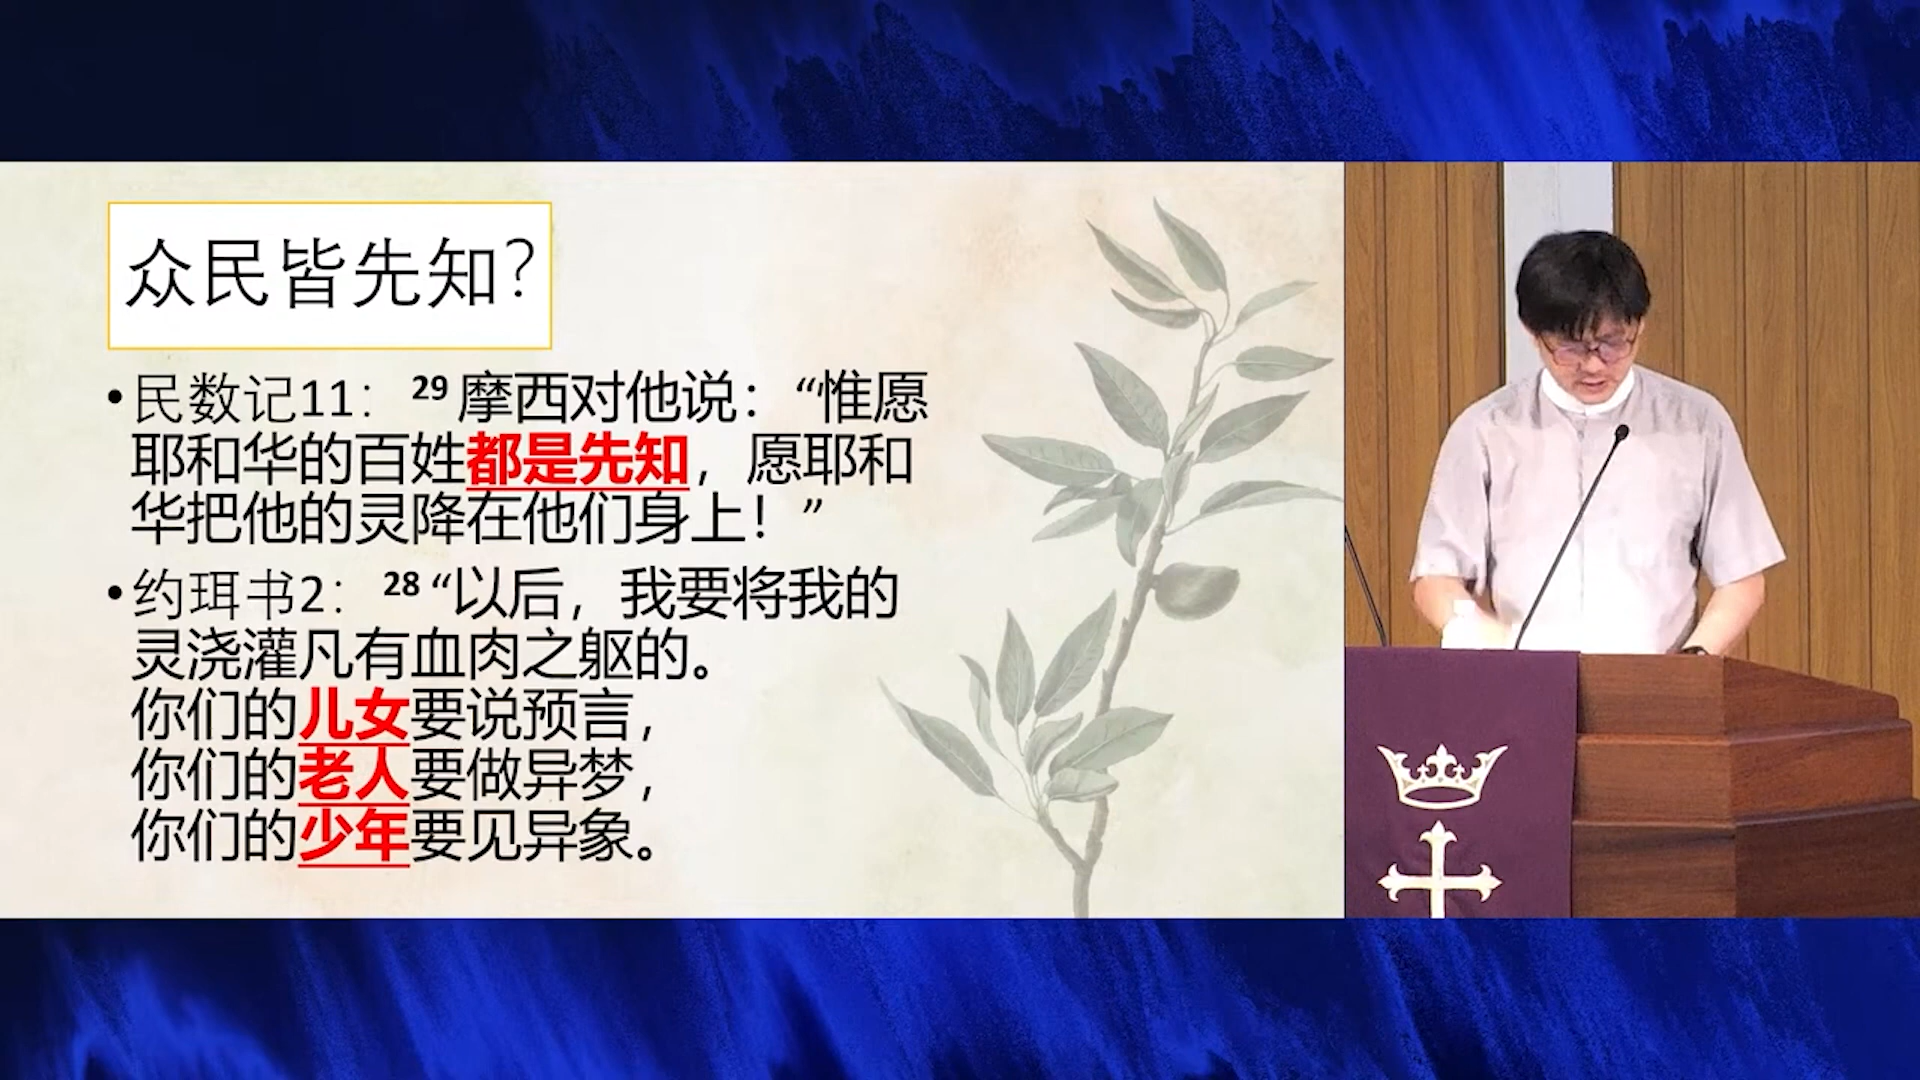 众民皆先知?
•民数记11：29 摩西对他说：“惟愿
耶和华的百姓都是先知，愿耶和
华把他的灵降在他们身上！”
•约珥书2：28 “以后，我要将我的
灵浇灌凡有血肉之躯的。
你们的儿女要说预言，
你们的老人要做异梦，
你们的少年要见异象。